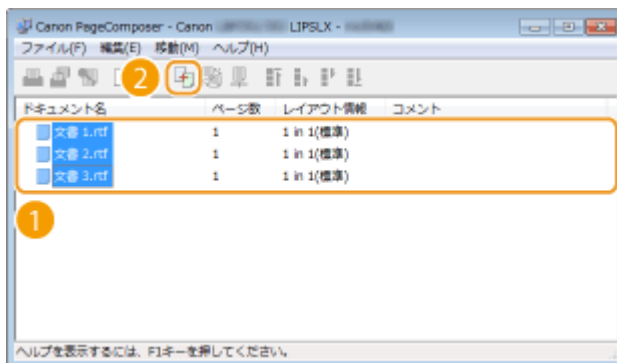 Canon PageComposer - Canon LIPSLX -
ファイル(F) 編集(E) 移動(M) ヘルプ(H)
2
ドキュメント名 ページ数 レイアウト情報 コメント
文書 1.rtf 1 1 in 1(標準)
文書 2.rtf 1 1 in 1(標準)
文書 3.rtf 1 1 in 1(標準)
1
ヘルプを表示するには、F1キーを押してください。